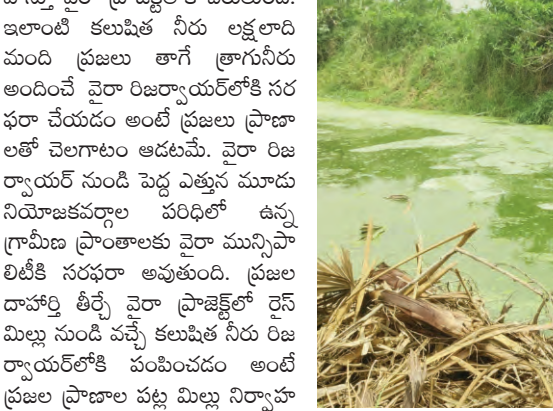 ఇలాంటి కలుషిత నీరు లక్షలాది
మంది ప్రజలు తాగే త్రాగునీరు
అందించే వైరా రిజర్వాయర్‌లోకి సర
ఫరా చేయడం అంటే ప్రజలు ప్రాణా
లతో చెలగాటం ఆడటమే. వైరా రిజ
ర్వాయర్ నుండి పెద్ద ఎత్తున మూడు
నియోజకవర్గాల పరిధిలో ఉన్న
గ్రామీణ ప్రాంతాలకు వైరా మున్సిపా
లిటీకి సరఫరా అవుతుంది. ప్రజల
దాహార్తి తీర్చే వైరా ప్రాజెక్ట్‌లో రైస్
మిల్లు నుండి వచ్చే కలుషిత నీరు రిజ
ర్వాయర్‌లోకి పంపించడం అంటే
ప్రజల ప్రాణాల పట్ల మిల్లు నిర్వాహ